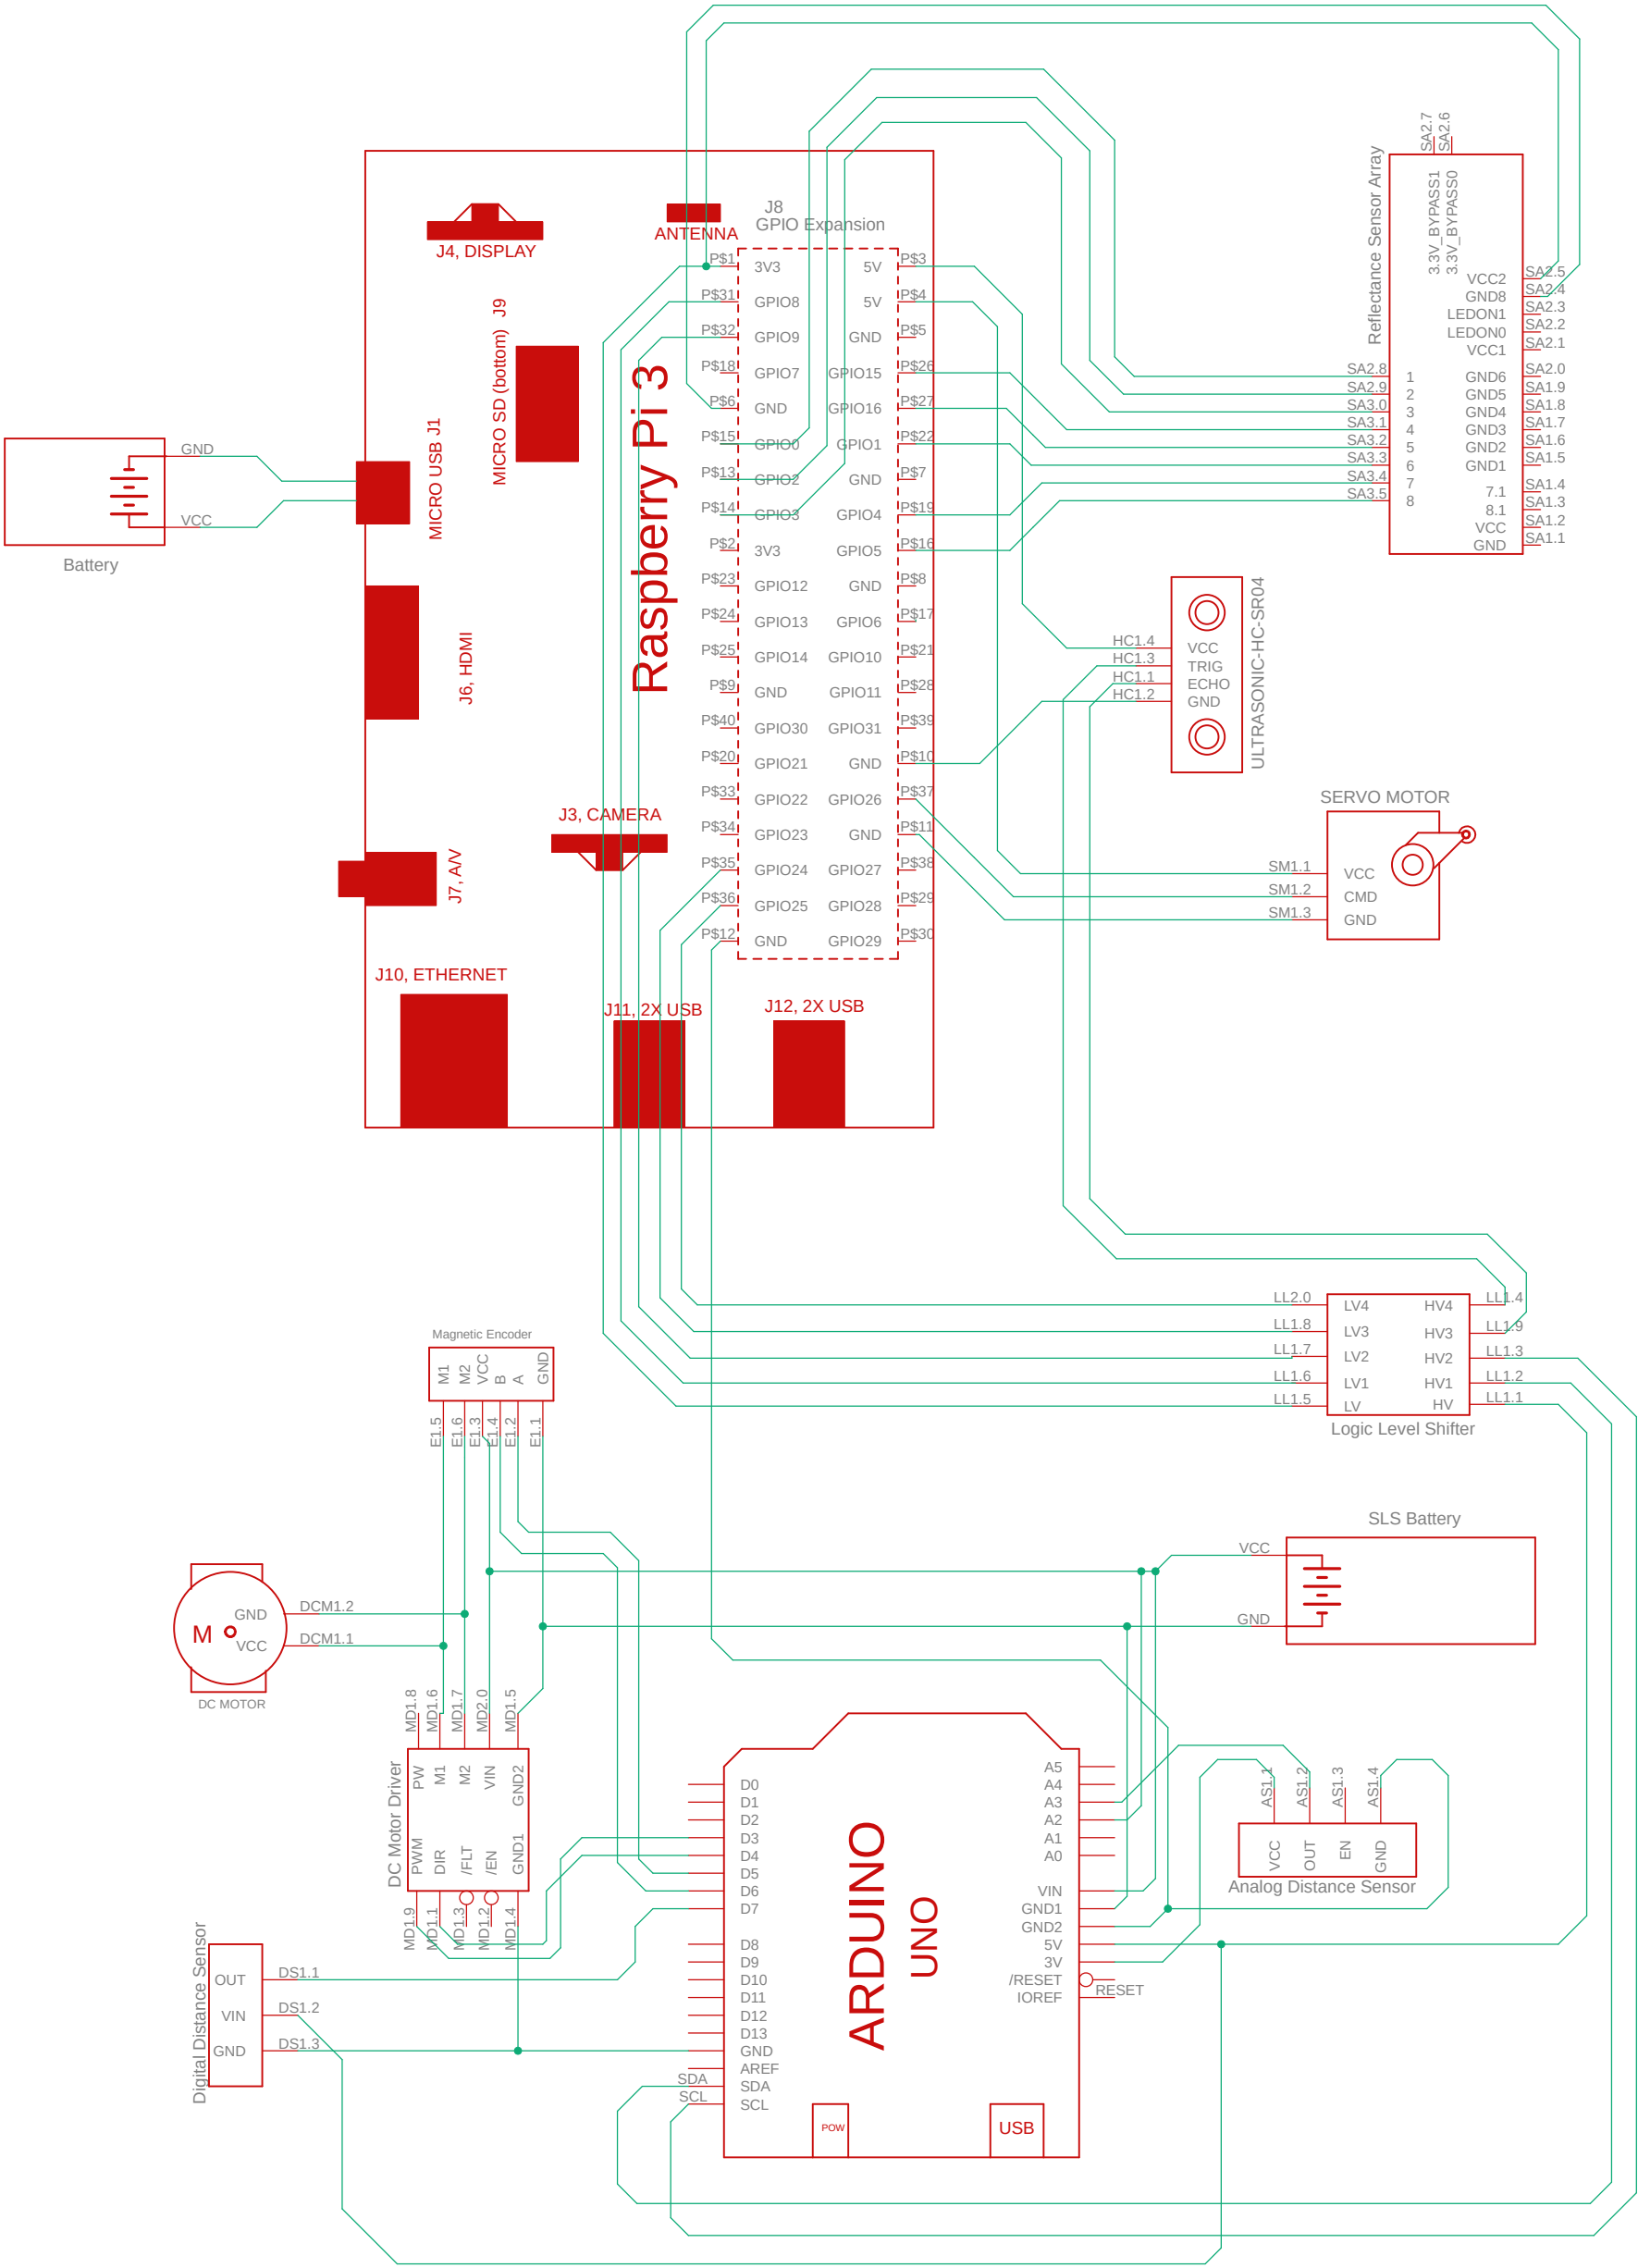 SA2.7
SA2.6
Reflectance Sensor Array
3.3V_BYPASS1
3.3V_BYPASS0
VCC2 SA2.5
GND8 SA2.4
LEDON1 SA2.3
LEDON0 SA2.2
VCC1 SA2.1
SA2.8 1 GND6 SA2.0
SA2.9 2 GND5 SA1.9
SA3.0 3 GND4 SA1.8
SA3.1 4 GND3 SA1.7
SA3.2 5 GND2 SA1.6
SA3.3 6 GND1 SA1.5
SA3.4 7 7.1 SA1.4
SA3.5 8 8.1 SA1.3
VCC SA1.2
GND SA1.1
J4, DISPLAY
ANTENNA
J8
GPIO Expansion
P$1 3V3 5V P$3
P$31 GPIO8 5V P$4
P$32 GPIO9 GND P$5
P$18 GPIO7 GPIO15 P$26
P$6 GND GPIO16 P$27
P$15 GPIO0 GPIO1 P$22
P$13 GPIO2 GND P$7
P$14 GPIO3 GPIO4 P$19
P$2 3V3 GPIO5 P$16
P$23 GPIO12 GND P$8
P$24 GPIO13 GPIO6 P$17
P$25 GPIO14 GPIO10 P$21
P$9 GND GPIO11 P$28
P$40 GPIO30 GPIO31 P$39
P$20 GPIO21 GND P$10
P$33 GPIO22 GPIO26 P$37
P$34 GPIO23 GND P$11
P$35 GPIO24 GPIO27 P$38
P$36 GPIO25 GPIO28 P$29
P$12 GND GPIO29 P$30
MICRO SD (bottom) J9
Raspberry Pi 3
MICRO USB J1
GND
VCC
Battery
J6, HDMI
J3, CAMERA
J7, A/V
J10, ETHERNET
J11, 2X USB
J12, 2X USB
HC1.4 VCC
HC1.3 TRIG
HC1.1 ECHO
HC1.2 GND
ULTRASONIC-HC-SR04
SERVO MOTOR
SM1.1 VCC
SM1.2 CMD
SM1.3 GND
LL2.0 LV4 HV4 LL1.4
LL1.8 LV3 HV3 LL1.9
LL1.7 LV2 HV2 LL1.3
LL1.6 LV1 HV1 LL1.2
LL1.5 LV HV LL1.1
Logic Level Shifter
Magnetic Encoder
M1 M2 VCC B A GND
E1.5 E1.6 E1.3 E1.4 E1.2 E1.1
SLS Battery
VCC
GND
M
GND DCM1.2
VCC DCM1.1
DC MOTOR
MD1.8 MD1.6 MD1.7 MD2.0 MD1.5
DC Motor Driver
PW M1 M2 VIN GND2
PWM DIR /FLT /EN GND1
MD1.9 MD1.1 MD1.3 MD1.2 MD1.4
Digital Distance Sensor
OUT DS1.1
VIN DS1.2
GND DS1.3
ARDUINO
UNO
D0
D1
D2
D3
D4
D5
D6
D7
D8
D9
D10
D11
D12
D13
GND
AREF
SDA SDA
SCL SCL
A5
A4
A3
A2
A1
A0
VIN
GND1
GND2
5V
3V
/RESET RESET
IOREF
POW
USB
AS1.1 AS1.2 AS1.3 AS1.4
VCC OUT EN GND
Analog Distance Sensor